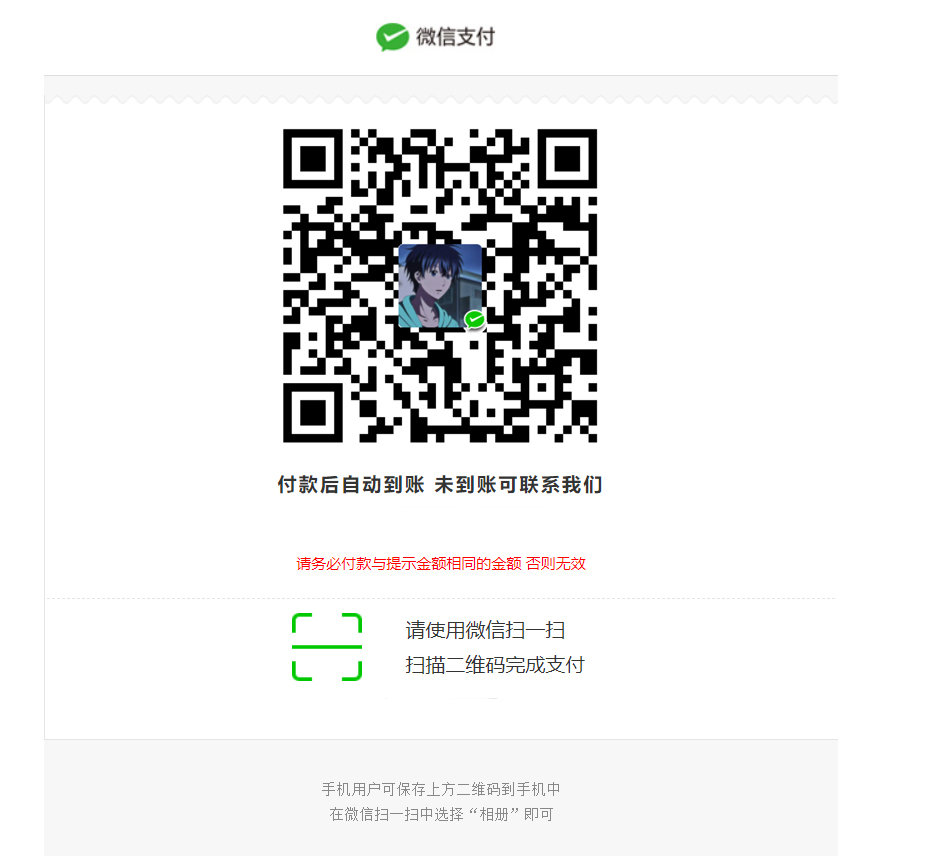 微信支付
付款后自动到账 未到账可联系我们
请务必付款与提示金额相同的金额 否则无效
请使用微信扫一扫
扫描二维码完成支付
手机用户可保存上方二维码到手机中
在微信扫一扫中选择“相册”即可